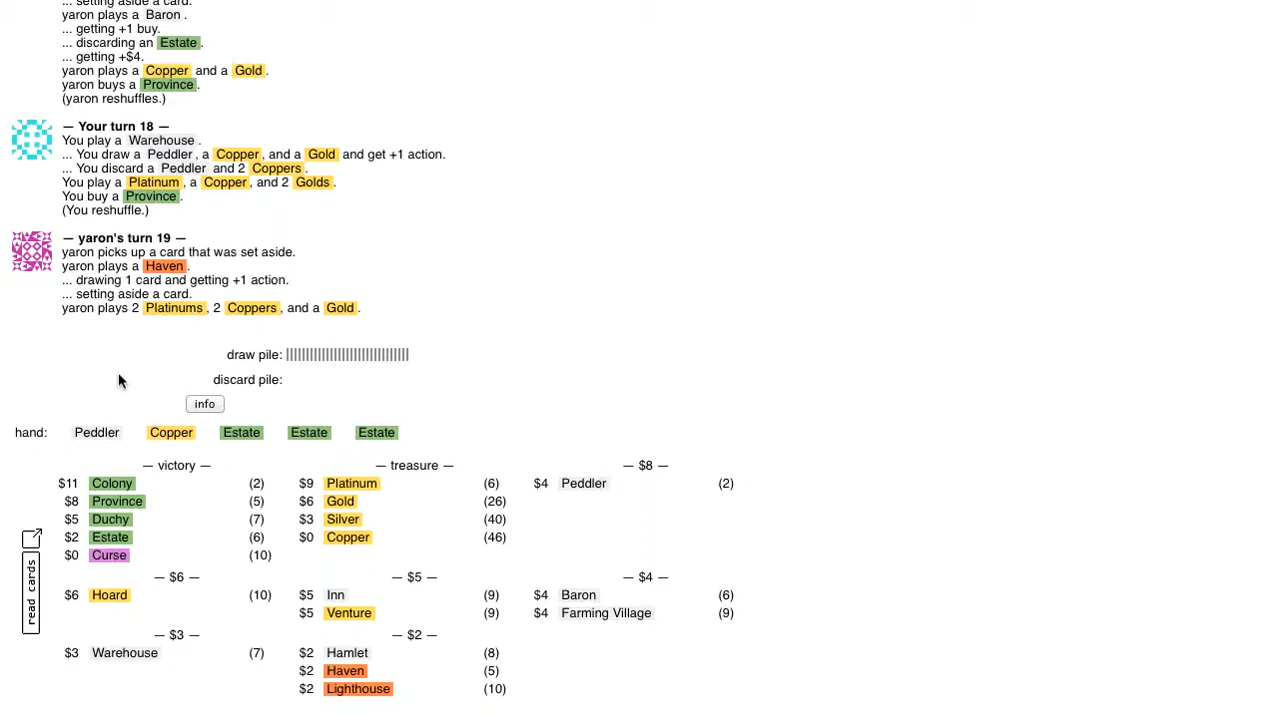 ... setting aside a card.
yaron plays a Baron.
... getting +1 buy.
... discarding an Estate.
... getting +$4.
yaron plays a Copper and a Gold.
yaron buys a Province.
(yaron reshuffles.)
— Your turn 18 —
You play a Warehouse.
... You draw a Peddler, a Copper, and a Gold and get +1 action.
... You discard a Peddler and 2 Coppers.
You play a Platinum, a Copper, and 2 Golds.
You buy a Province.
(You reshuffle.)
— yaron's turn 19 —
yaron picks up a card that was set aside.
yaron plays a Haven.
... drawing 1 card and getting +1 action.
... setting aside a card.
yaron plays 2 Platinums, 2 Coppers, and a Gold.
draw pile:
discard pile:
info
hand: Peddler Copper Estate Estate Estate
— victory — — treasure — — $8 —
$11 Colony (2) $9 Platinum (6) $4 Peddler (2)
$8 Province (5) $6 Gold (26)
$5 Duchy (7) $3 Silver (40)
$2 Estate (6) $0 Copper (46)
$0 Curse (10)
— $6 — — $5 — — $4 —
$6 Hoard (10) $5 Inn (9) $4 Baron (6)
$5 Venture (9) $4 Farming Village (9)
— $3 — — $2 —
$3 Warehouse (7) $2 Hamlet (8)
$2 Haven (5)
$2 Lighthouse (10)
read cards